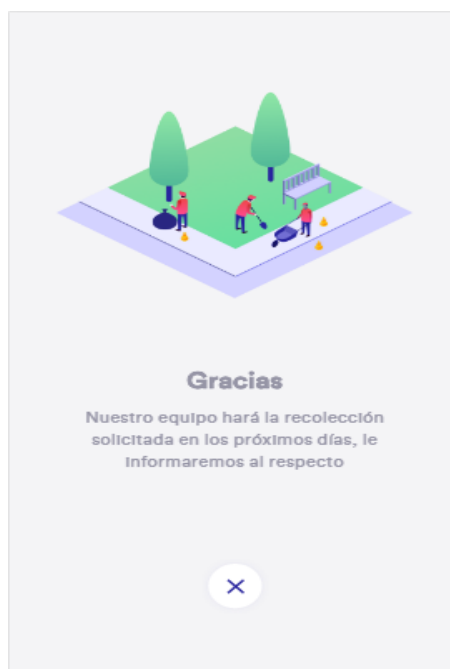 Gracias
Nuestro equipo hará la recolección
solicitada en los próximos días, le
informaremos al respecto